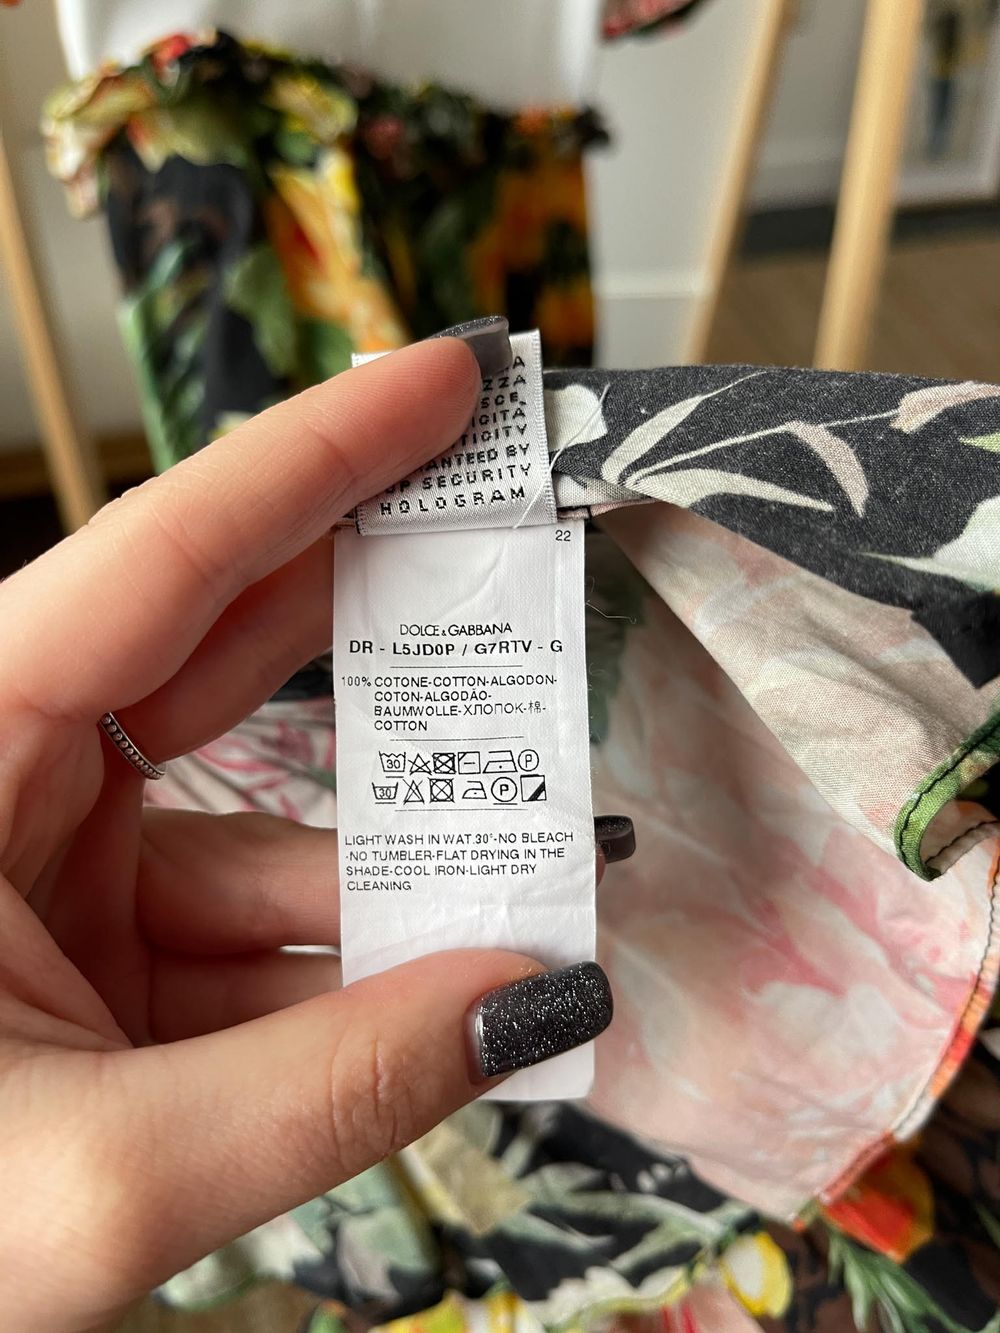 HOLOGRAM
SECURITY
BY
22
DOLCE & GABBANA
DR - L5JD0P / G7RTV - G
100% COTONE-COTTON-ALGODON-
COTON-ALGODÃO-
BAUMWOLLE-ХЛОПОК-棉-
COTTON
30 P
30 P
LIGHT WASH IN WAT.30°-NO BLEACH
-NO TUMBLER-FLAT DRYING IN THE
SHADE-COOL IRON-LIGHT DRY
CLEANING